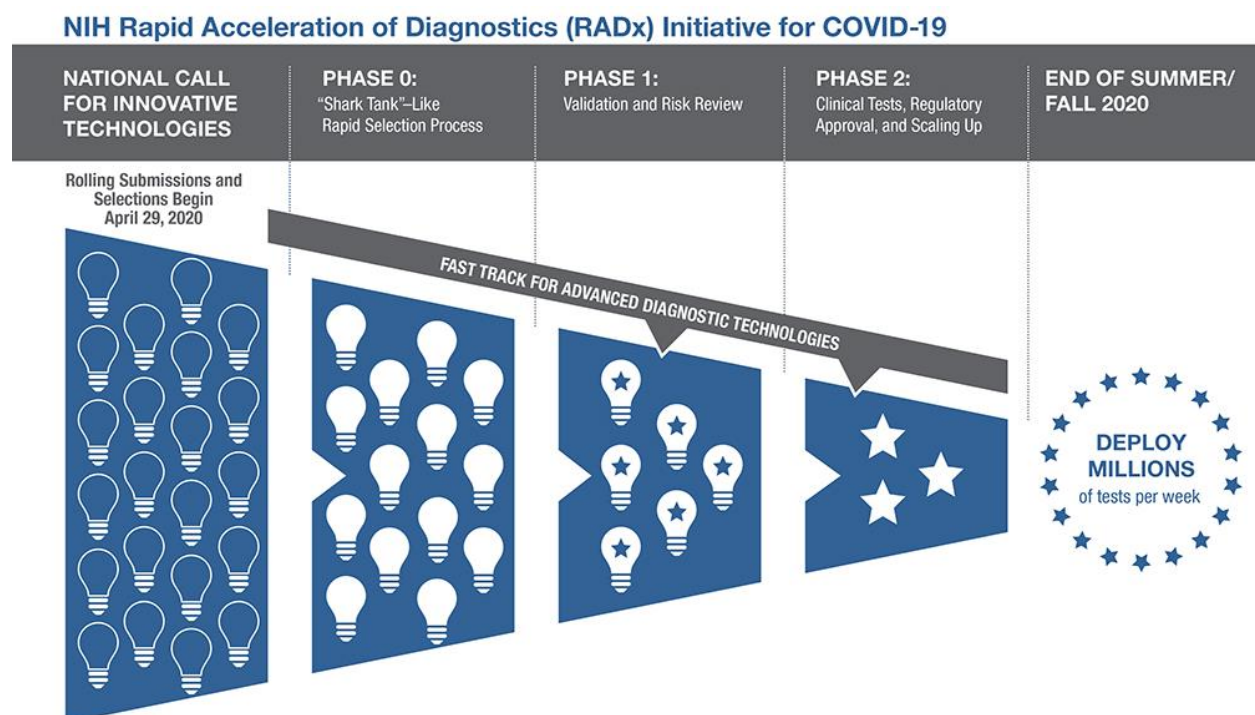 NIH Rapid Acceleration of Diagnostics (RADx) Initiative for COVID-19
NATIONAL CALL
FOR INNOVATIVE
TECHNOLOGIES
PHASE 0:
“Shark Tank”–Like
Rapid Selection Process
PHASE 1:
Validation and Risk Review
PHASE 2:
Clinical Tests, Regulatory
Approval, and Scaling Up
END OF SUMMER/
FALL 2020
Rolling Submissions and
Selections Begin
April 29, 2020
FAST TRACK FOR ADVANCED DIAGNOSTIC TECHNOLOGIES
DEPLOY
MILLIONS
of tests per week